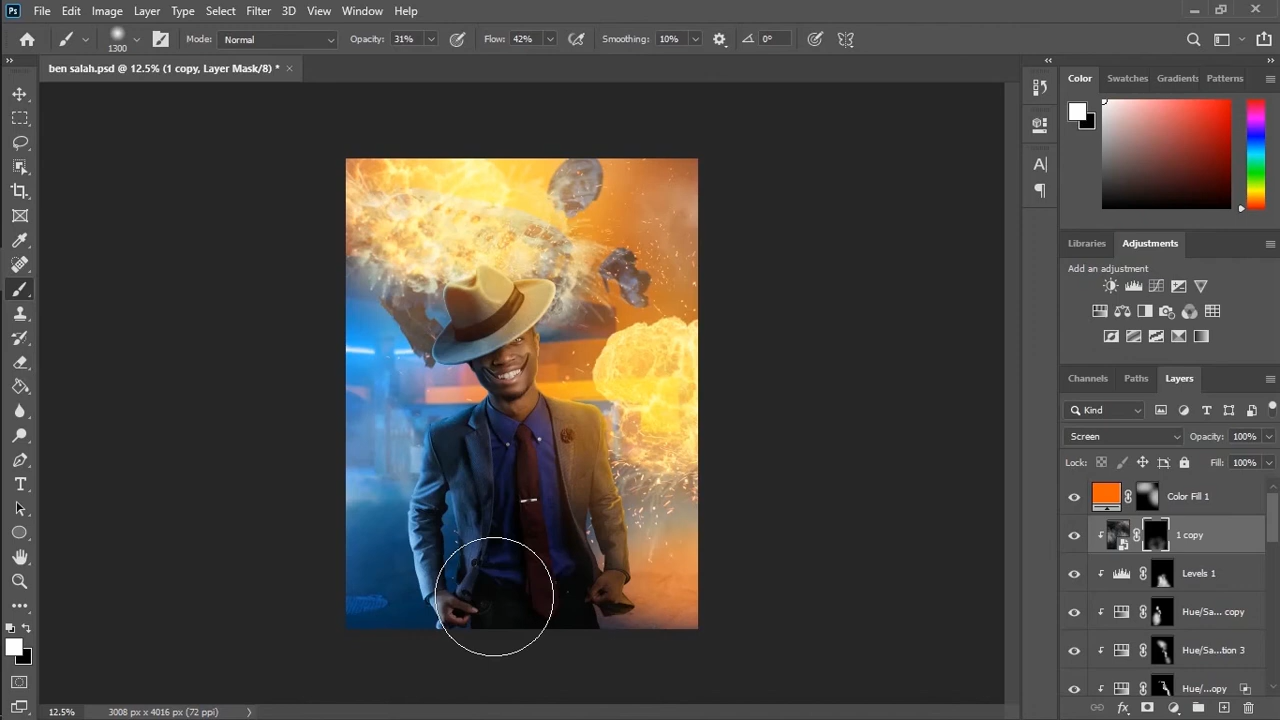 Ps File Edit Image Layer Type Select Filter 3D View Window Help
1300 Mode: Normal Opacity: 31% Flow: 42% Smoothing: 10% 0°
ben salah.psd @ 12.5% (1 copy, Layer Mask/8) *
Color Swatches Gradients Patterns
Libraries Adjustments
Add an adjustment
Channels Paths Layers
Kind
Screen Opacity: 100%
Lock: Fill: 100%
Color Fill 1
1 copy
Levels 1
Hue/Sa... copy
Hue/Sa...tion 3
Hue/...opy
12.5% 3008 px x 4016 px (72 ppi)